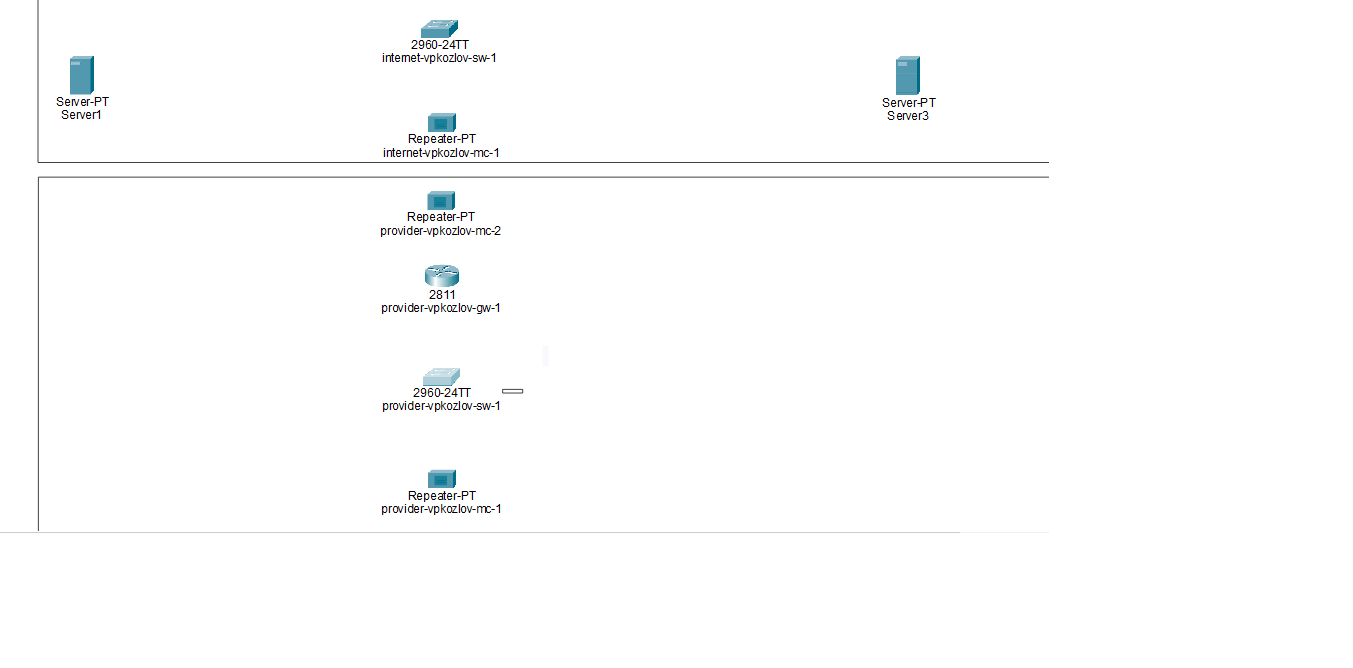 2960-24TT
internet-vpkozlov-sw-1
Server-PT
Server1
Server-PT
Server3
Repeater-PT
internet-vpkozlov-mc-1
Repeater-PT
provider-vpkozlov-mc-2
2811
provider-vpkozlov-gw-1
2960-24TT
provider-vpkozlov-sw-1
Repeater-PT
provider-vpkozlov-mc-1